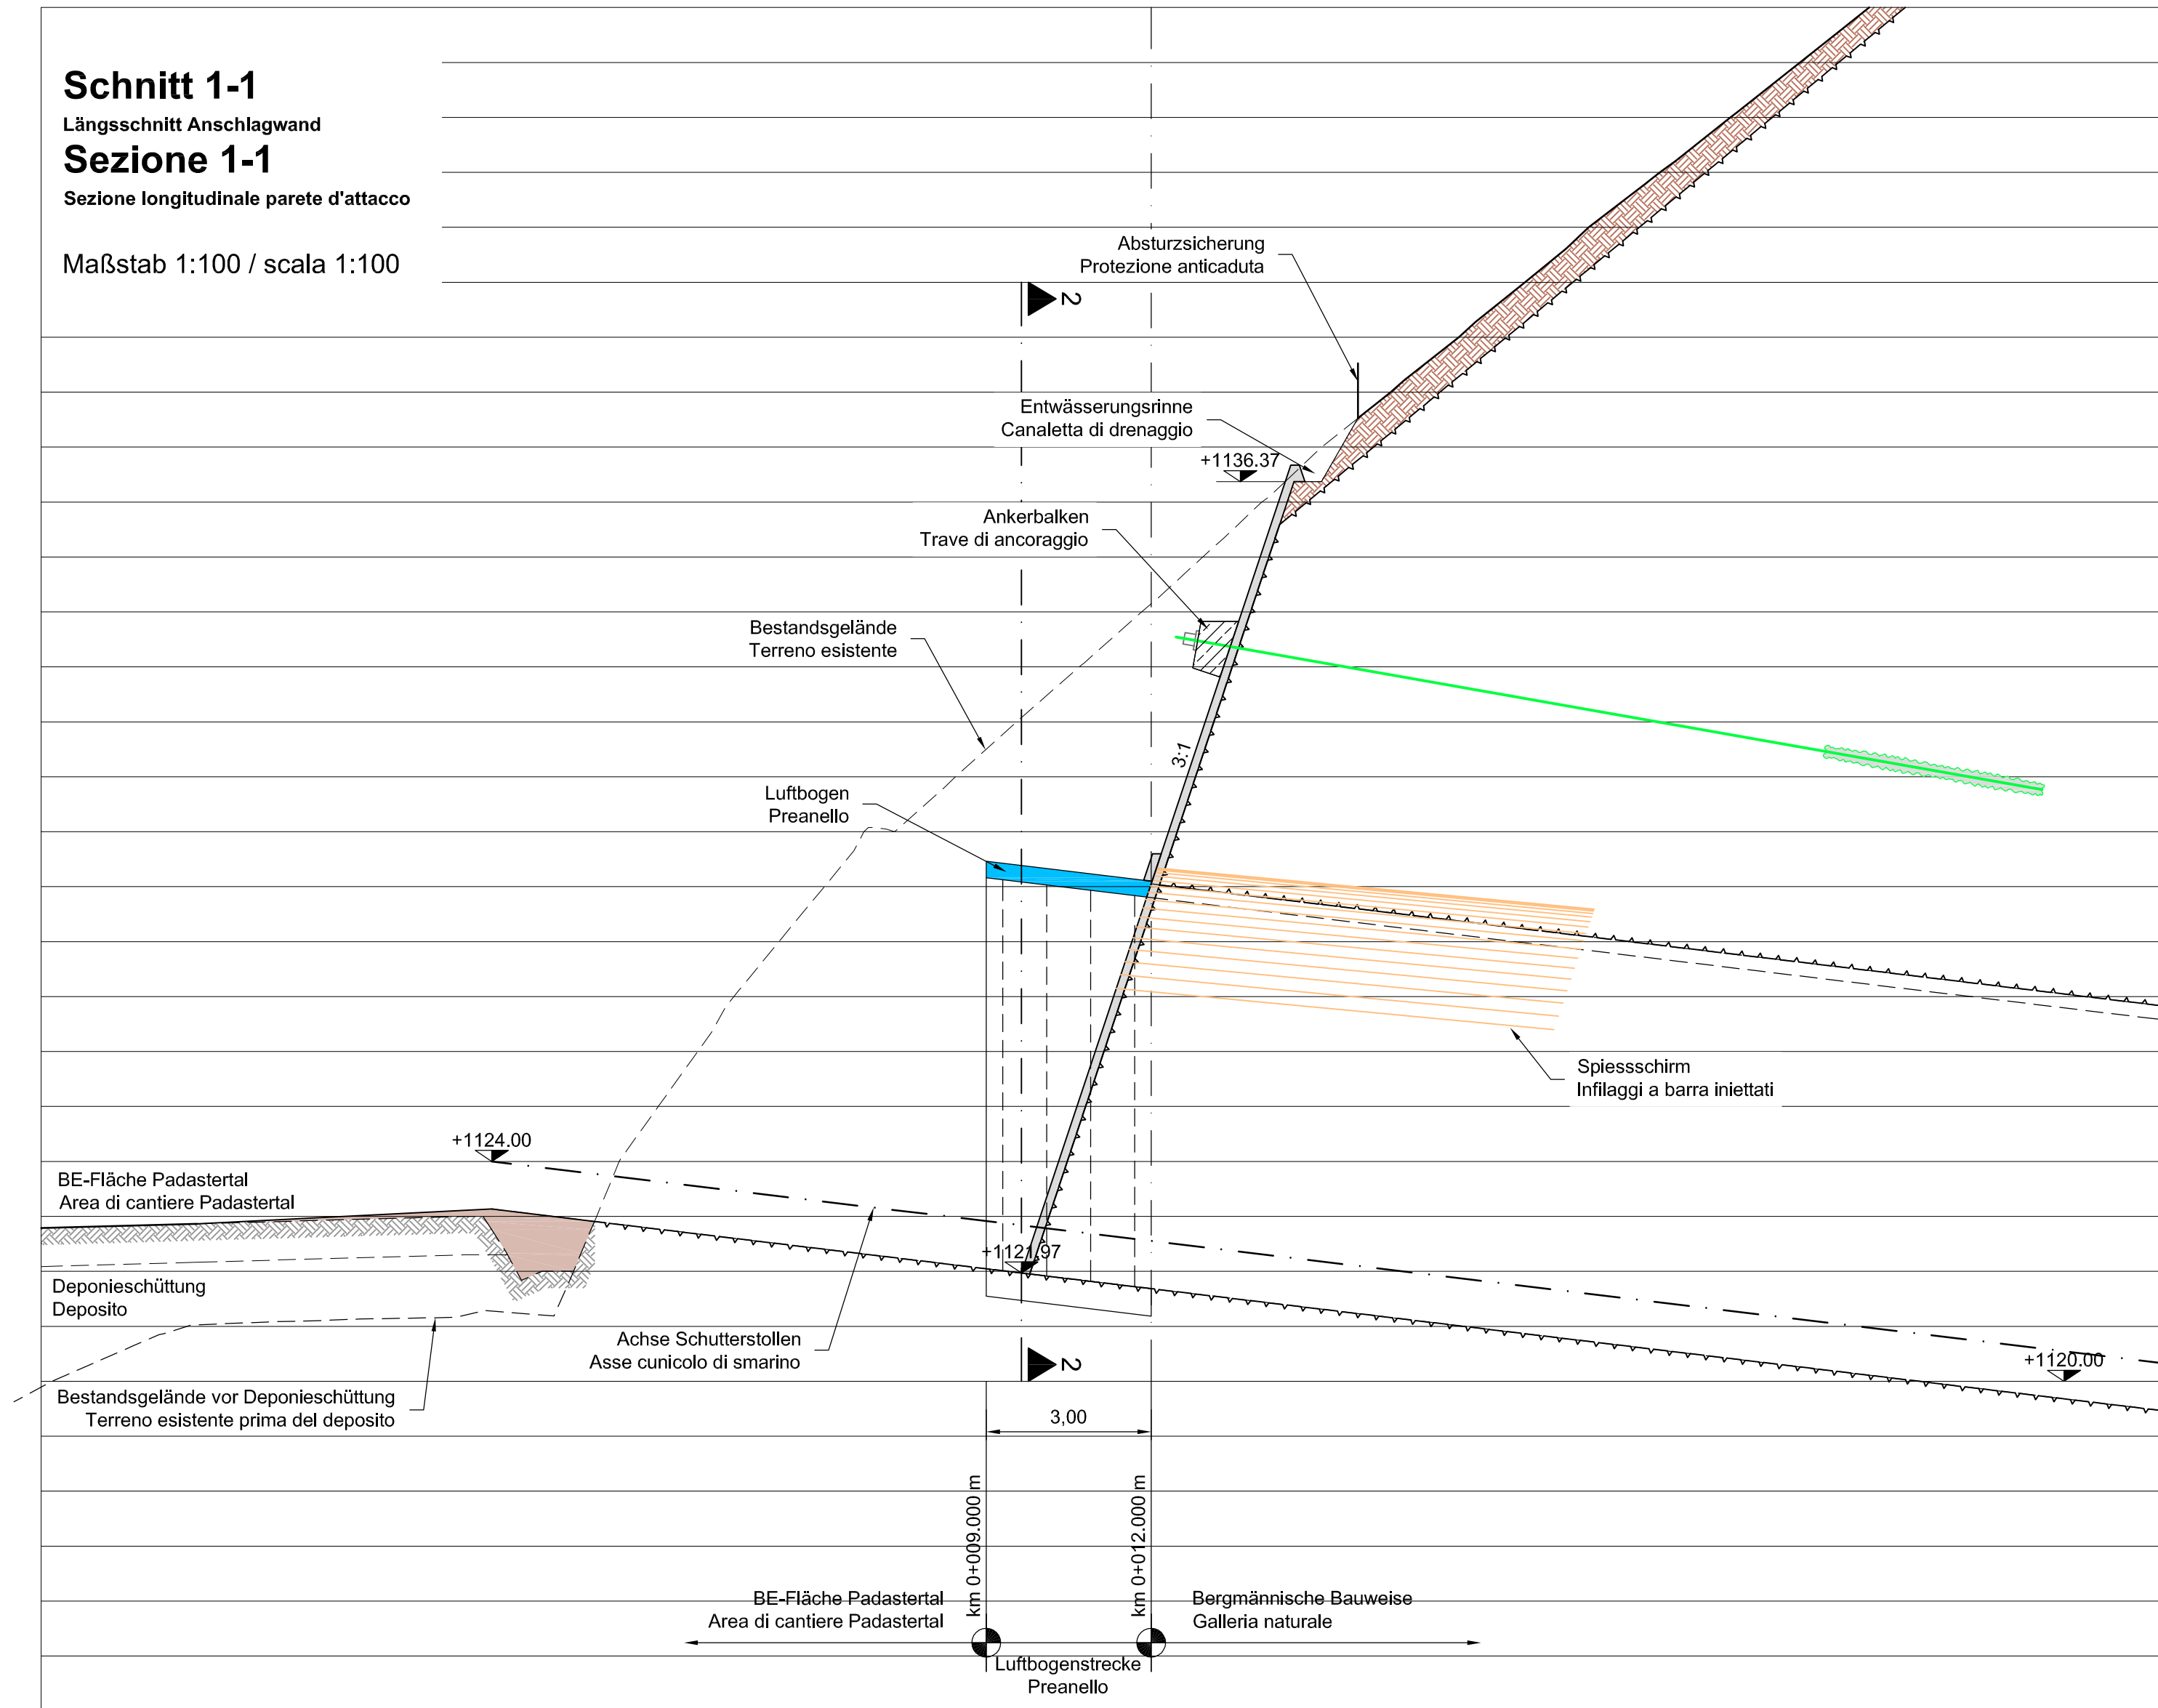 Schnitt 1-1
Längsschnitt Anschlagwand
Sezione 1-1
Sezione longitudinale parete d'attacco
Maßstab 1:100 / scala 1:100
Absturzsicherung
Protezione anticaduta
2
Entwässerungsrinne
Canaletta di drenaggio
+1136.37
Ankerbalken
Trave di ancoraggio
Bestandsgelände
Terreno esistente
3:1
Luftbogen
Preanello
Spiessschirm
Infilaggi a barra iniettati
+1124.00
BE-Fläche Padastertal
Area di cantiere Padastertal
+1121.97
Deponieschüttung
Deposito
Achse Schutterstollen
Asse cunicolo di smarino
2
+1120.00
Bestandsgelände vor Deponieschüttung
Terreno esistente prima del deposito
3,00
km 0+009.000 m
km 0+012.000 m
BE-Fläche Padastertal
Area di cantiere Padastertal
Bergmännische Bauweise
Galleria naturale
Luftbogenstrecke
Preanello